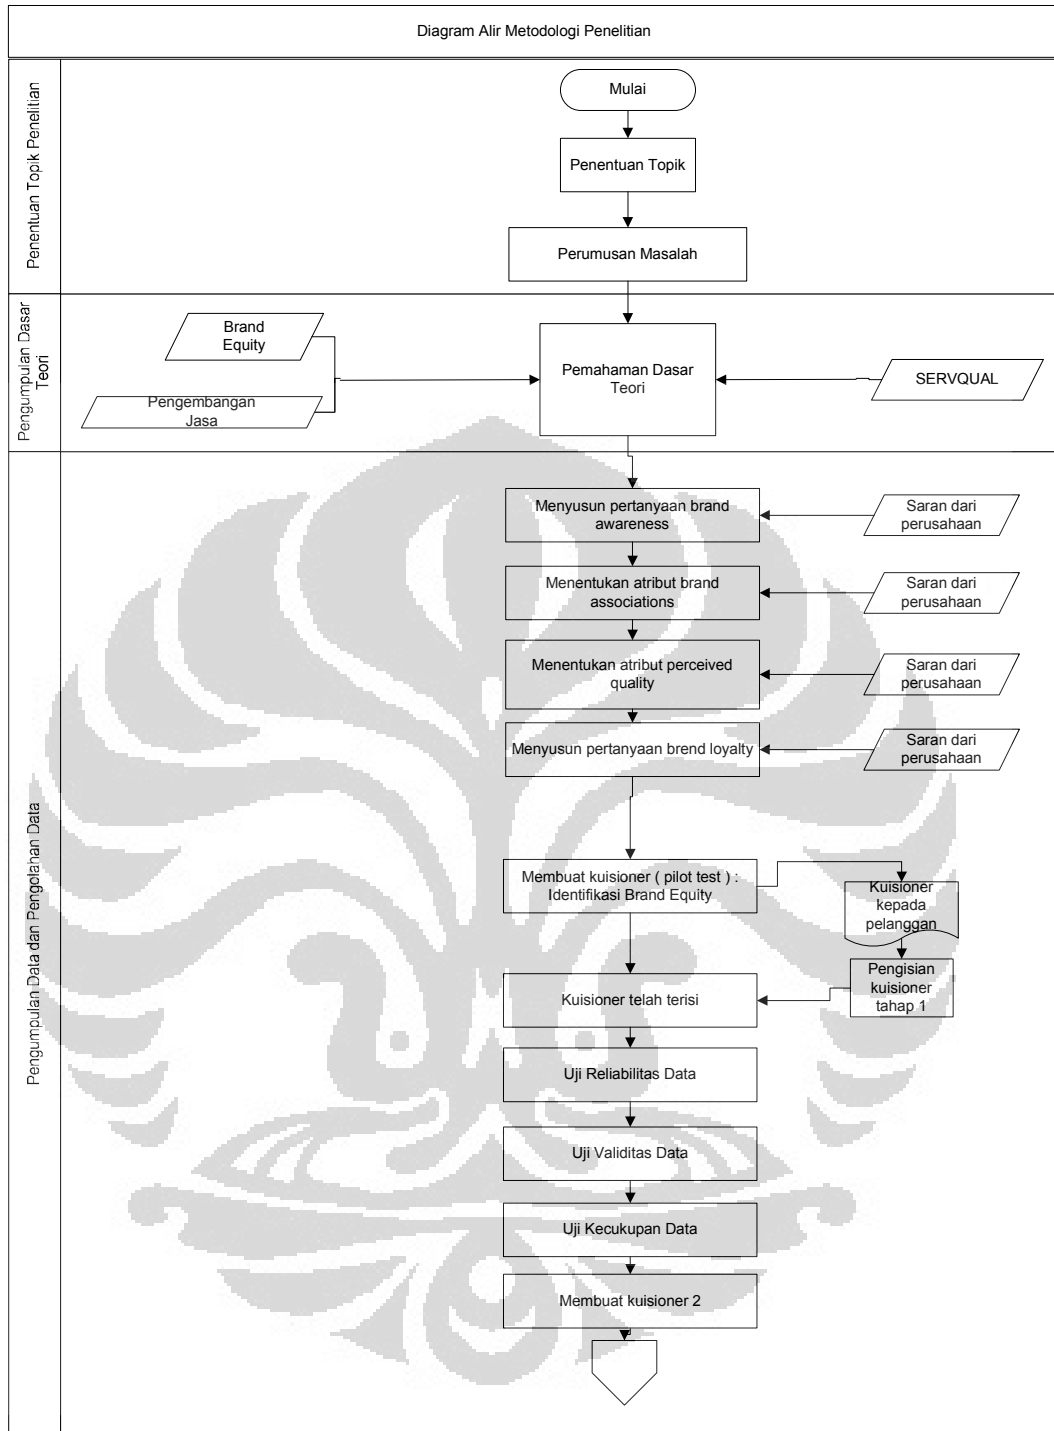 Diagram Alir Metodologi Penelitian
Penentuan Topik Penelitian
Mulai
Penentuan Topik
Perumusan Masalah
Pengumpulan Dasar
Teori
Brand
Equity
Pengembangan
Jasa
Pemahaman Dasar
Teori
SERVQUAL
Pengumpulan Data dan Pengolahan Data
Menyusun pertanyaan brand
awareness
Saran dari
perusahaan
Menentukan atribut brand
associations
Saran dari
perusahaan
Menentukan atribut perceived
quality
Saran dari
perusahaan
Menyusun pertanyaan brend loyalty
Saran dari
perusahaan
Membuat kuisioner ( pilot test ) :
Identifikasi Brand Equity
Kuisioner
kepada
pelanggan
Pengisian
kuisioner
tahap 1
Kuisioner telah terisi
Uji Reliabilitas Data
Uji Validitas Data
Uji Kecukupan Data
Membuat kuisioner 2